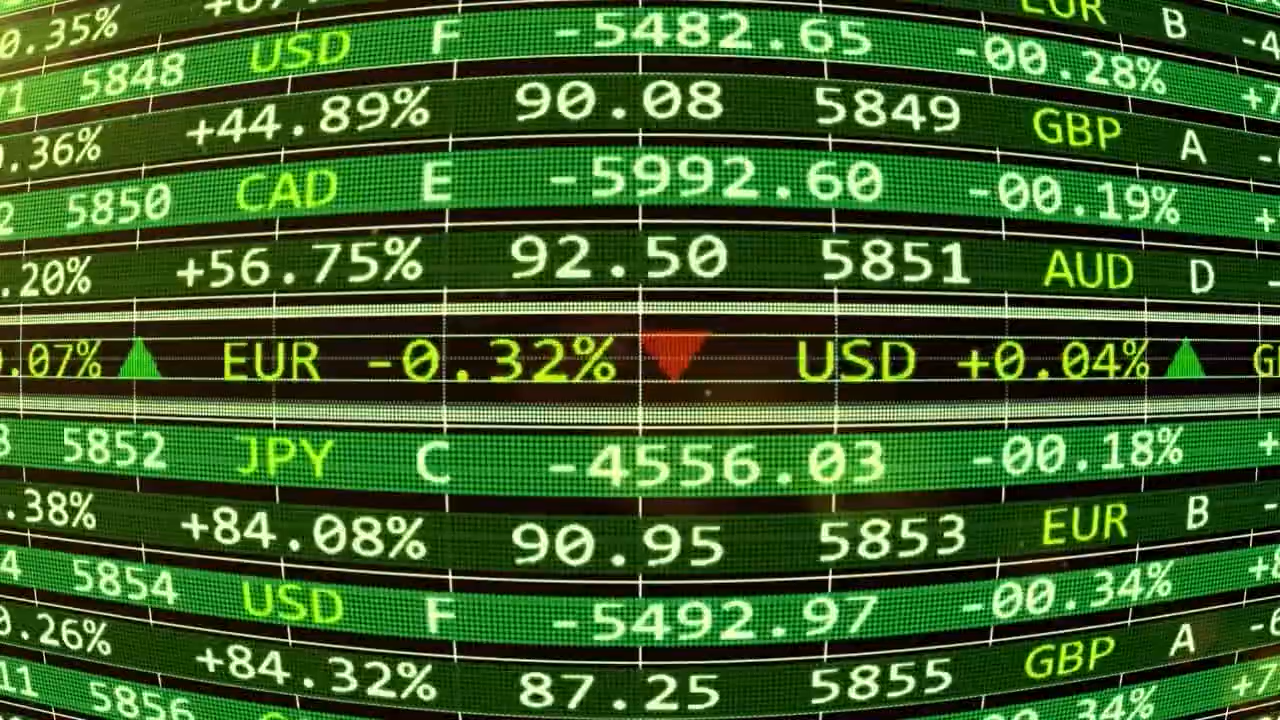 0.35%
5848 USD F -5482.65 -00.28%
0.36% +44.89% 90.08 5849 GBP A
5850 CAD E -5992.60 -00.19%
.20% +56.75% 92.50 5851 AUD D
.07% EUR -0.32% USD +0.04%
5852 JPY C -4556.03 -00.18%
.38% +84.08% 90.95 5853 EUR B
5854 USD F -5492.97 -00.34%
0.26% +84.32% 87.25 5855 GBP A
11 5856 .34%